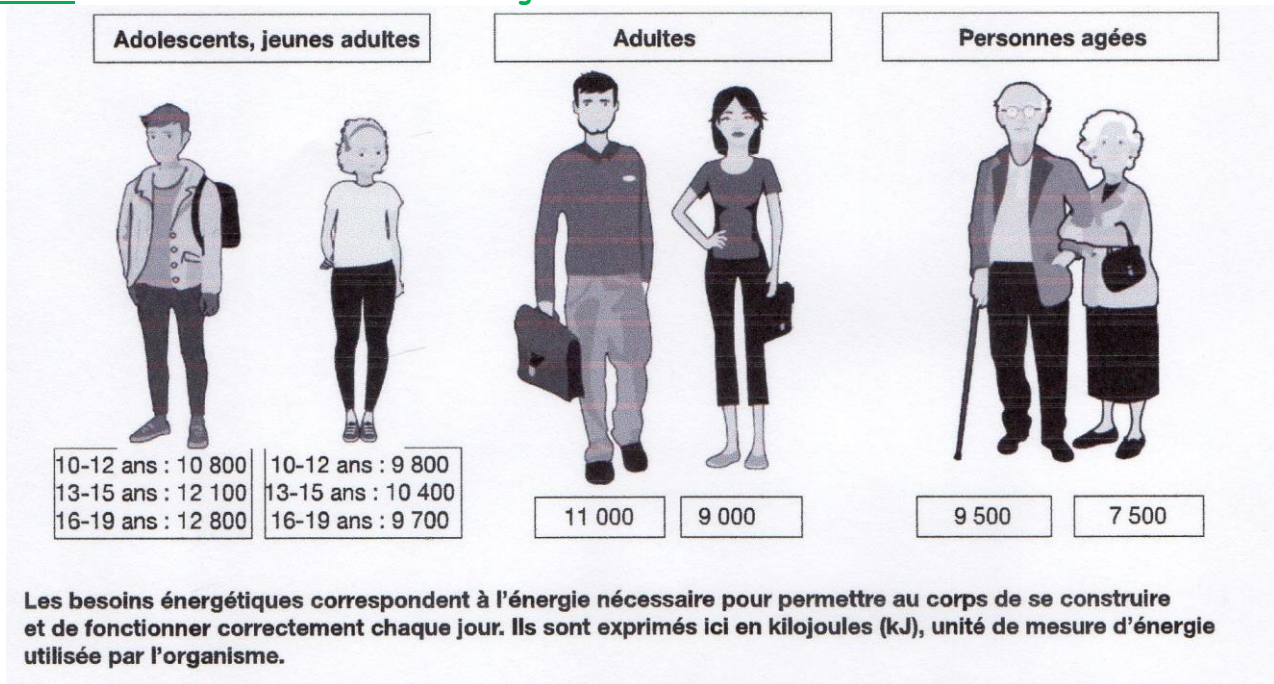 Adolescents, jeunes adultes
Adultes
Personnes agées
10-12 ans : 10 800
13-15 ans : 12 100
16-19 ans : 12 800
10-12 ans : 9 800
13-15 ans : 10 400
16-19 ans : 9 700
11 000
9 000
9 500
7 500
Les besoins énergétiques correspondent à l'énergie nécessaire pour permettre au corps de se construire
et de fonctionner correctement chaque jour. Ils sont exprimés ici en kilojoules (kJ), unité de mesure d'énergie
utilisée par l'organisme.